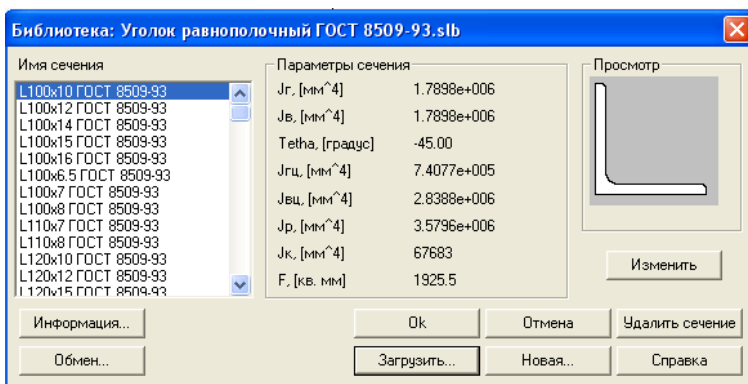 Библиотека: Уголок равнополочный ГОСТ 8509-93.slb
Имя сечения
L100x10 ГОСТ 8509-93
L100x12 ГОСТ 8509-93
L100x14 ГОСТ 8509-93
L100x15 ГОСТ 8509-93
L100x16 ГОСТ 8509-93
L100x6.5 ГОСТ 8509-93
L100x7 ГОСТ 8509-93
L100x8 ГОСТ 8509-93
L110x7 ГОСТ 8509-93
L110x8 ГОСТ 8509-93
L120x10 ГОСТ 8509-93
L120x12 ГОСТ 8509-93
L120x15 ГОСТ 8509-93
Параметры сечения
Jг, [мм^4] 1.7898e+006
Jв, [мм^4] 1.7898e+006
Tetha, [градус] -45.00
Jгц, [мм^4] 7.4077e+005
Jвц, [мм^4] 2.8388e+006
Jp, [мм^4] 3.5796e+006
Jк, [мм^4] 67683
F, [кв. мм] 1925.5
Просмотр
Изменить
Информация... Ok Отмена Удалить сечение
Обмен... Загрузить... Новая... Справка